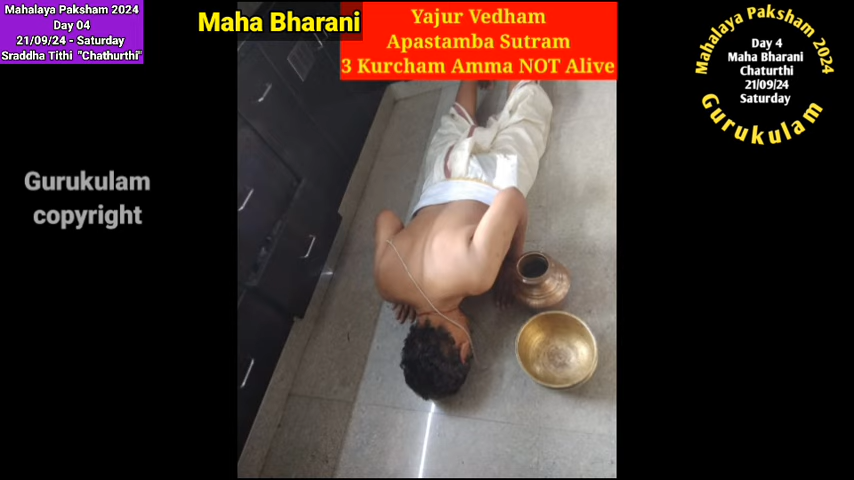 Mahalaya Paksham 2024
Day 04
21/09/24 - Saturday
Sraddha Tithi "Chathurthi"
Maha Bharani
Yajur Vedham
Apastamba Sutram
3 Kurcham Amma NOT Alive
Mahalaya Paksham 2024
Day 4
Maha Bharani
Chaturthi
21/09/24
Saturday
Gurukulam
Gurukulam
copyright